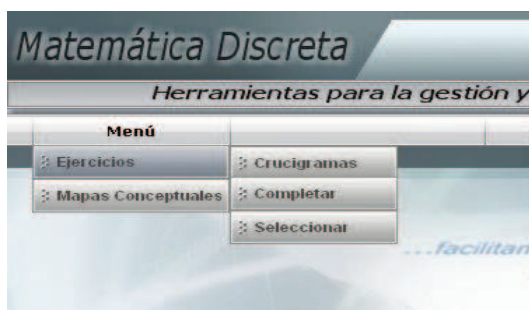 Matemática Discreta
Herramientas para la gestión y
Menú
Ejercicios
Crucigramas
Mapas Conceptuales
Completar
Seleccionar
...facilitan